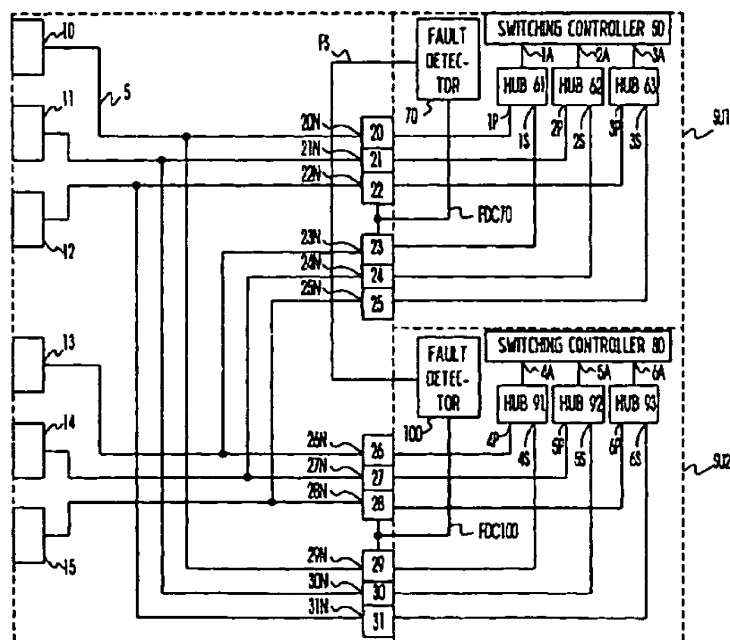 10
11
12
13
14
15
5
FS
FAULT
DETEC-
TOR
70
SWITCHING CONTROLLER 50
1A
2A
3A
HUB 61
HUB 62
HUB 63
1P
1S
2P
2S
3P
3S
SU1
20N
21N
22N
20
21
22
FDC70
23N
24N
25N
23
24
25
FAULT
DETEC-
TOR
100
SWITCHING CONTROLLER 80
4A
5A
6A
HUB 91
HUB 92
HUB 93
4P
4S
5P
5S
6P
6S
SU2
26N
27N
28N
26
27
28
FDC100
29N
30N
31N
29
30
31